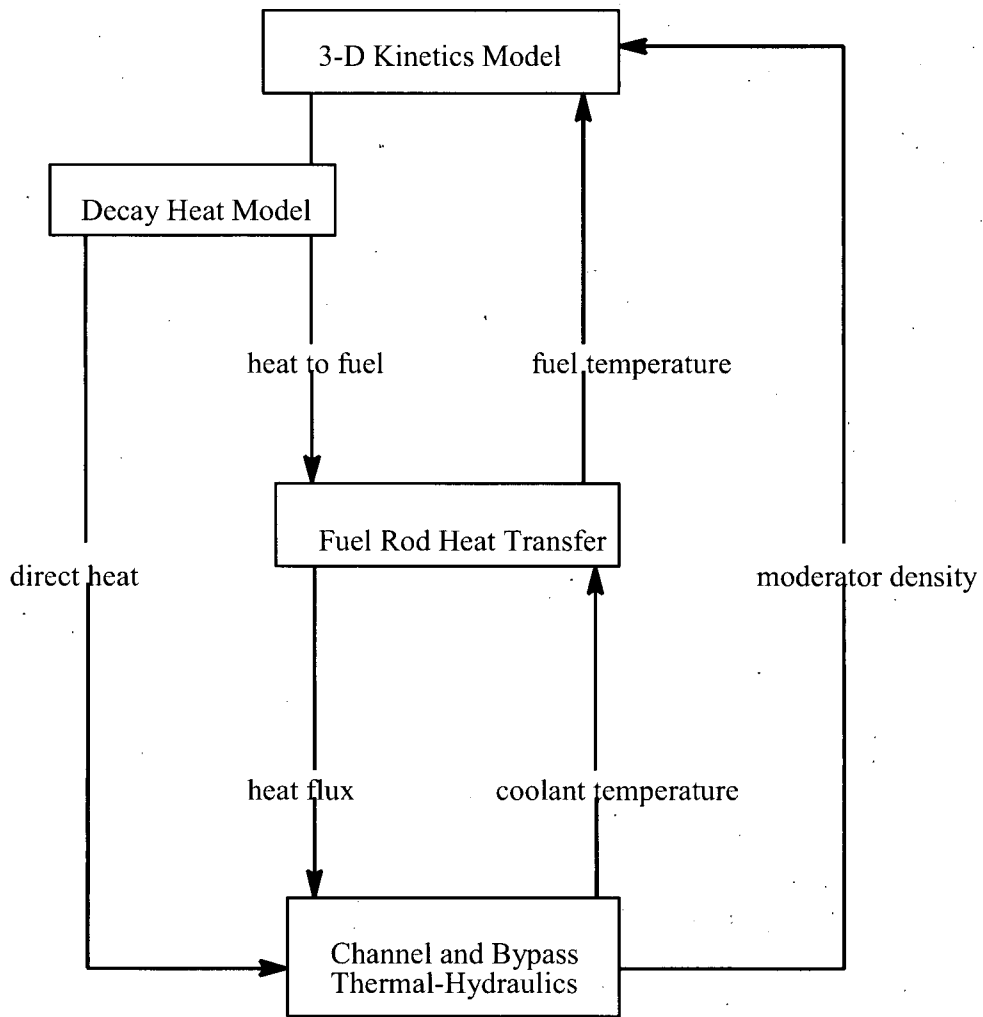 3-D Kinetics Model
Decay Heat Model
heat to fuel
fuel temperature
Fuel Rod Heat Transfer
direct heat
moderator density
heat flux
coolant temperature
Channel and Bypass
Thermal-Hydraulics